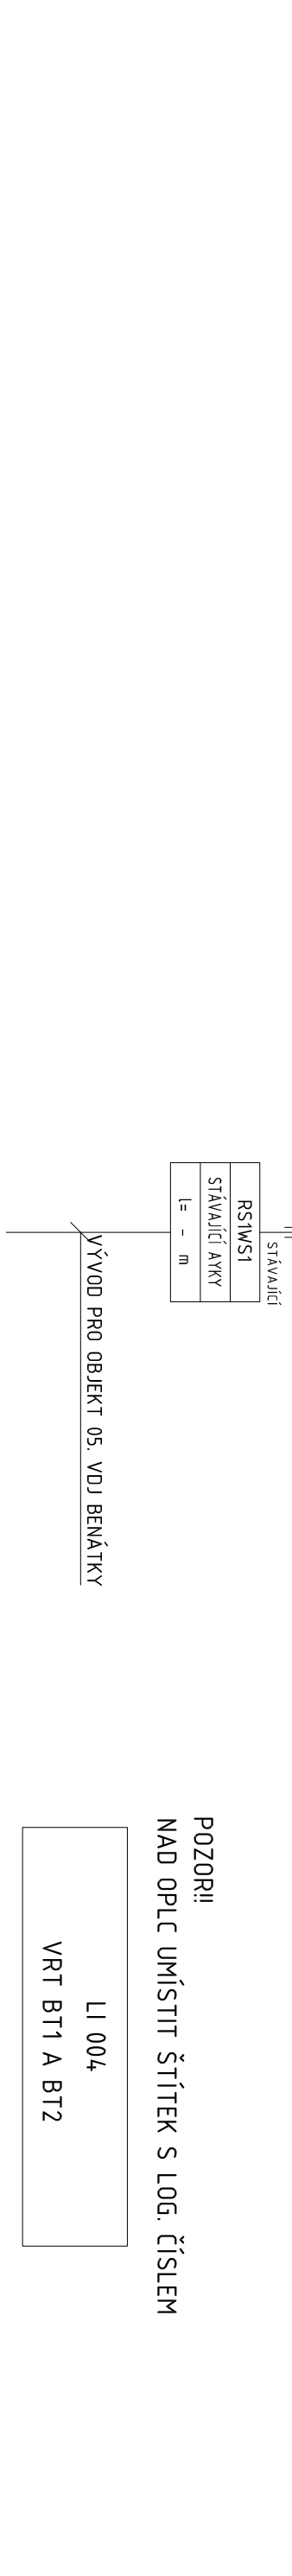 STÁVAJÍCÍ
RS1WS1
STÁVAJÍCÍ AYKY
l= - m
VÝVOD PRO OBJEKT 05. VDJ BENÁTKY
POZOR!!
NAD OPLC UMÍSTIT ŠTÍTEK S LOG. ČÍSLEM
LI 004
VRT BT1 A BT2